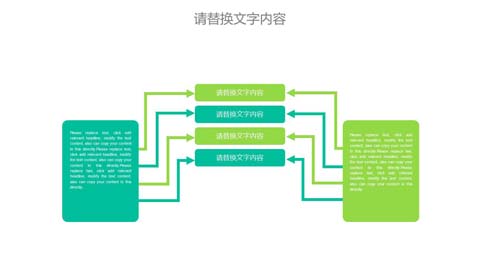 请替换文字内容
请替换文字内容
请替换文字内容
请替换文字内容
请替换文字内容
Please replace text, click add
relevant headline, modify the text
content, also can copy your content
to this directly.Please replace text,
click add relevant headline, modify
the text content, also can copy your
content to this directly.Please
replace text, click add relevant
headline, modify the text content,
also can copy your content to this
directly.
Please replace text, click add
relevant headline, modify the text
content, also can copy your content
to this directly.Please replace text,
click add relevant headline, modify
the text content, also can copy your
content to this directly.Please
replace text, click add relevant
headline, modify the text content,
also can copy your content to this
directly.